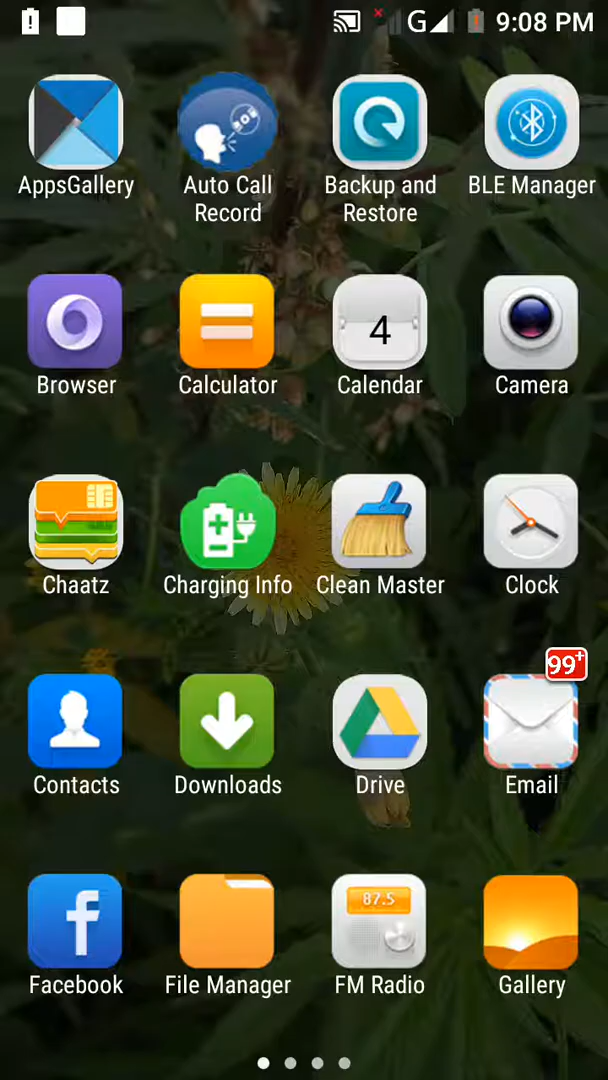 G 9:08 PM
AppsGallery
Auto Call
Record
SOS
Backup and
Restore
BLE Manager
Browser
Calculator
4
Calendar
Camera
Chaatz
Charging Info
Clean Master
Clock
99+
Contacts
Downloads
Drive
Email
f
87.5
Facebook
File Manager
FM Radio
Gallery